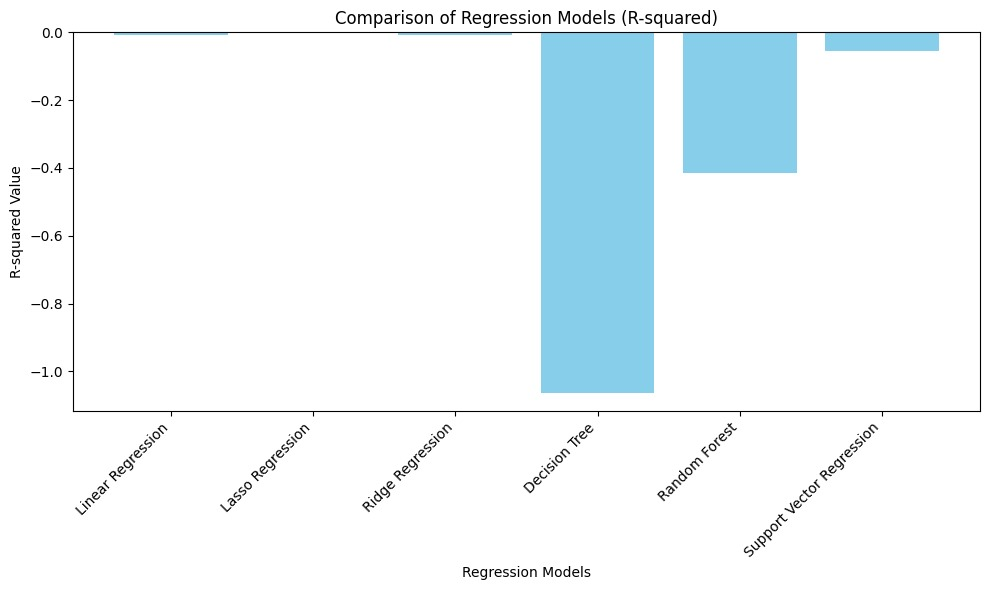 Comparison of Regression Models (R-squared)
0.0
−0.2
−0.4
−0.6
−0.8
−1.0
R-squared Value
Linear Regression
Lasso Regression
Ridge Regression
Decision Tree
Random Forest
Support Vector Regression
Regression Models